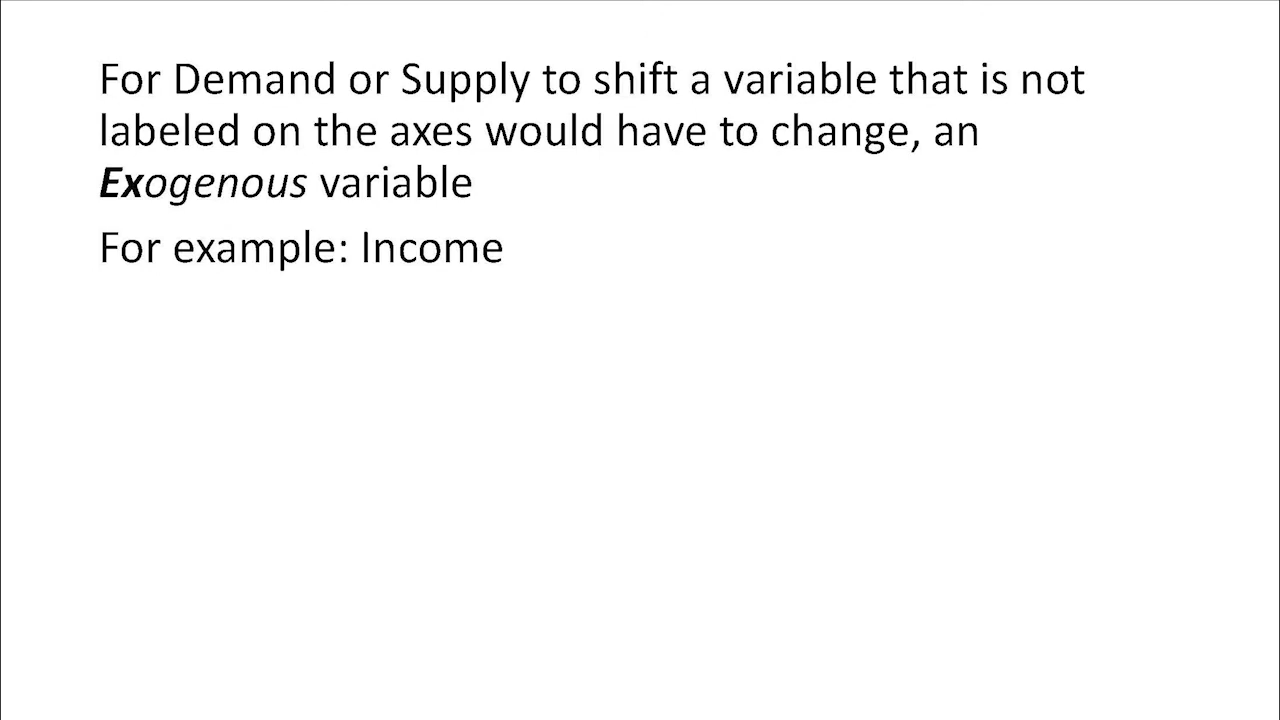 For Demand or Supply to shift a variable that is not
labeled on the axes would have to change, an
Exogenous variable
For example: Income